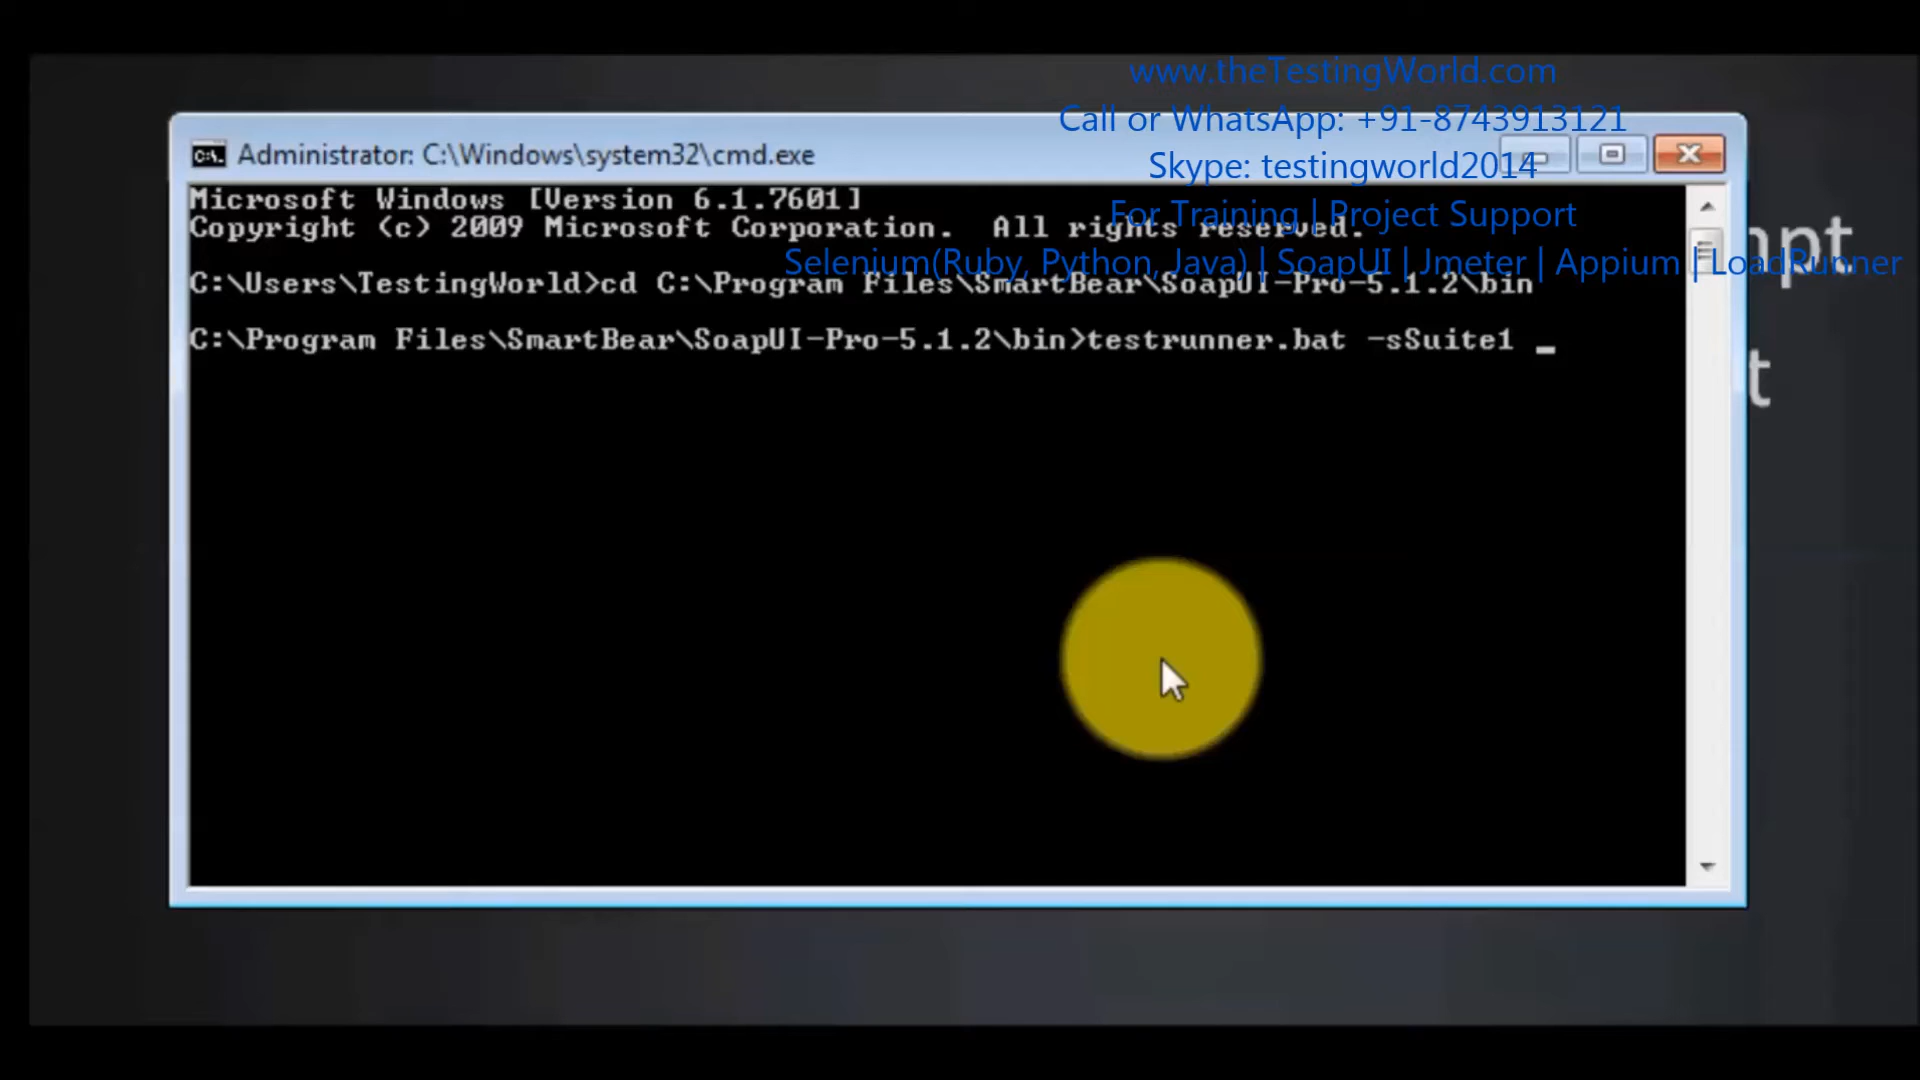 www.theTestingWorld.com
Call or WhatsApp: +91-8743913121
Administrator: C:\Windows\system32\cmd.exe
Skype: testingworld2014
Microsoft Windows [Version 6.1.7601]
For Training | Project Support
Copyright (c) 2009 Microsoft Corporation. All rights reserved.
Selenium(Ruby, Python, Java) | SoapUI | Jmeter | Appium | LoadRunner
C:\Users\TestingWorld>cd C:\Program Files\SmartBear\SoapUI-Pro-5.1.2\bin
C:\Program Files\SmartBear\SoapUI-Pro-5.1.2\bin>testrunner.bat -sSuite1 _